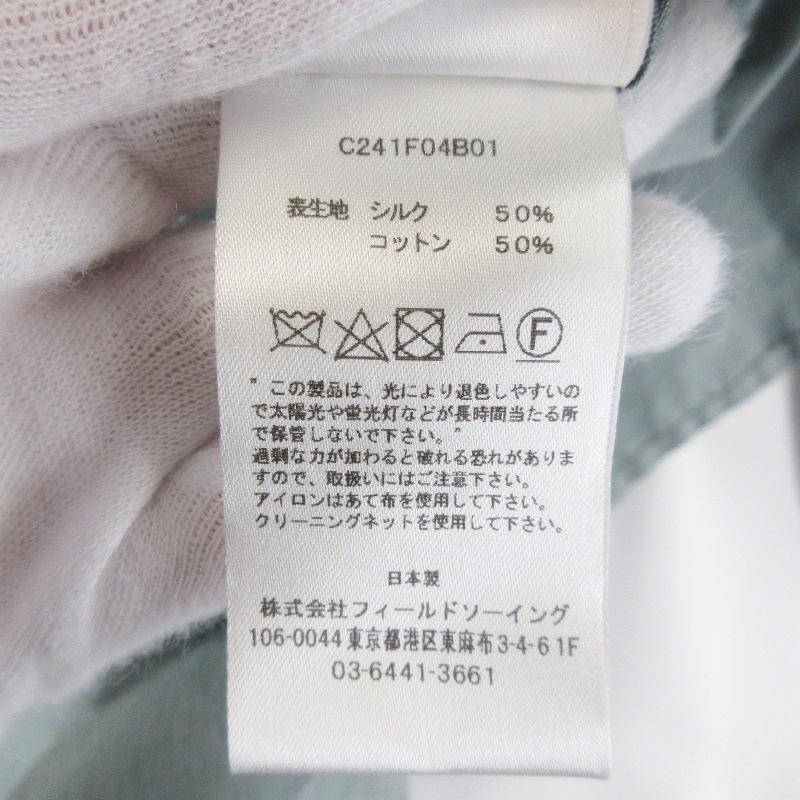 C241F04B01
表生地 シルク 50%
コットン 50%
F
" この製品は、光により退色しやすいの
で太陽光や蛍光灯などが長時間当たる所
で保管しないで下さい。"
過剰な力が加わると破れる恐れがありま
すので、取扱いにはご注意下さい。
アイロンはあて布を使用して下さい。
クリーニングネットを使用して下さい。
日本製
株式会社フィールドソーイング
106-0044東京都港区東麻布3-4-6 1F
03-6441-3661